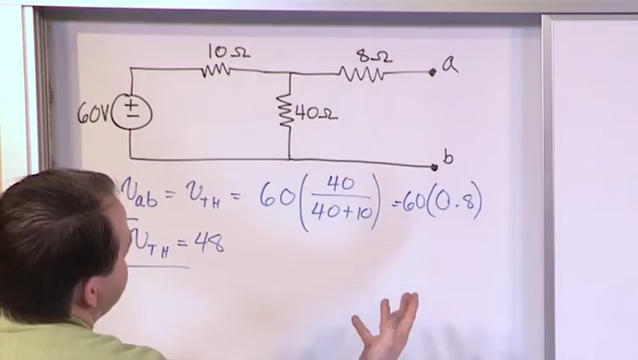 10Ω 8Ω a
60V + − 40Ω
b
Vab = VTH = 60(40/(40+10)) = 60(0.8)
VTH = 48